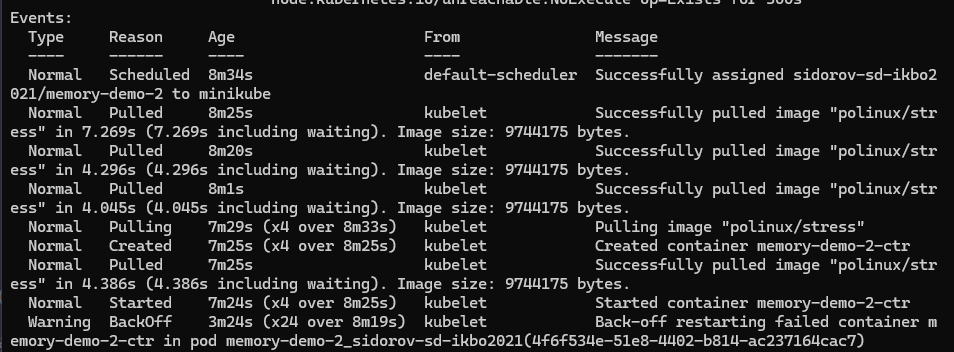 node.kubernetes.io/unreachable:NoExecute op=Exists for 300s
Events:
  Type     Reason     Age                    From               Message
  ----     ------     ----                   ----               -------
  Normal   Scheduled  8m34s                  default-scheduler  Successfully assigned sidorov-sd-ikbo2
021/memory-demo-2 to minikube
  Normal   Pulled     8m25s                  kubelet            Successfully pulled image "polinux/str
ess" in 7.269s (7.269s including waiting). Image size: 9744175 bytes.
  Normal   Pulled     8m20s                  kubelet            Successfully pulled image "polinux/str
ess" in 4.296s (4.296s including waiting). Image size: 9744175 bytes.
  Normal   Pulled     8m1s                   kubelet            Successfully pulled image "polinux/str
ess" in 4.045s (4.045s including waiting). Image size: 9744175 bytes.
  Normal   Pulling    7m29s (x4 over 8m33s)  kubelet            Pulling image "polinux/stress"
  Normal   Created    7m25s (x4 over 8m25s)  kubelet            Created container memory-demo-2-ctr
  Normal   Pulled     7m25s                  kubelet            Successfully pulled image "polinux/str
ess" in 4.386s (4.386s including waiting). Image size: 9744175 bytes.
  Normal   Started    7m24s (x4 over 8m25s)  kubelet            Started container memory-demo-2-ctr
  Warning  BackOff    3m24s (x24 over 8m19s)  kubelet            Back-off restarting failed container m
emory-demo-2-ctr in pod memory-demo-2_sidorov-sd-ikbo2021(4f6f534e-51e8-4402-b814-ac237164cac7)